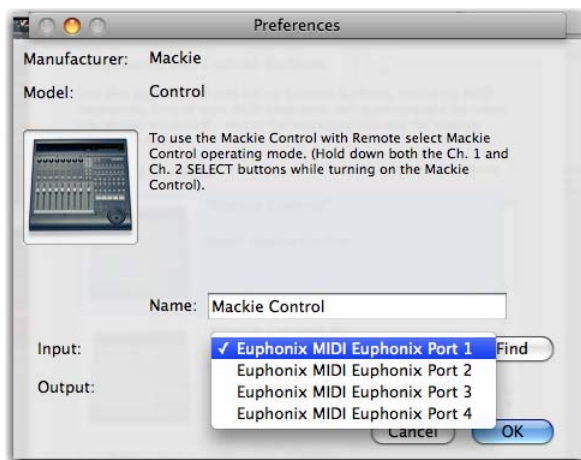 Preferences
Manufacturer: Mackie
Model: Control
To use the Mackie Control with Remote select Mackie
Control operating mode. (Hold down both the Ch. 1 and
Ch. 2 SELECT buttons while turning on the Mackie
Control).
Name: Mackie Control
Input: ✓ Euphonix MIDI Euphonix Port 1 Find
Euphonix MIDI Euphonix Port 2
Output: Euphonix MIDI Euphonix Port 3
Euphonix MIDI Euphonix Port 4
Cancel OK